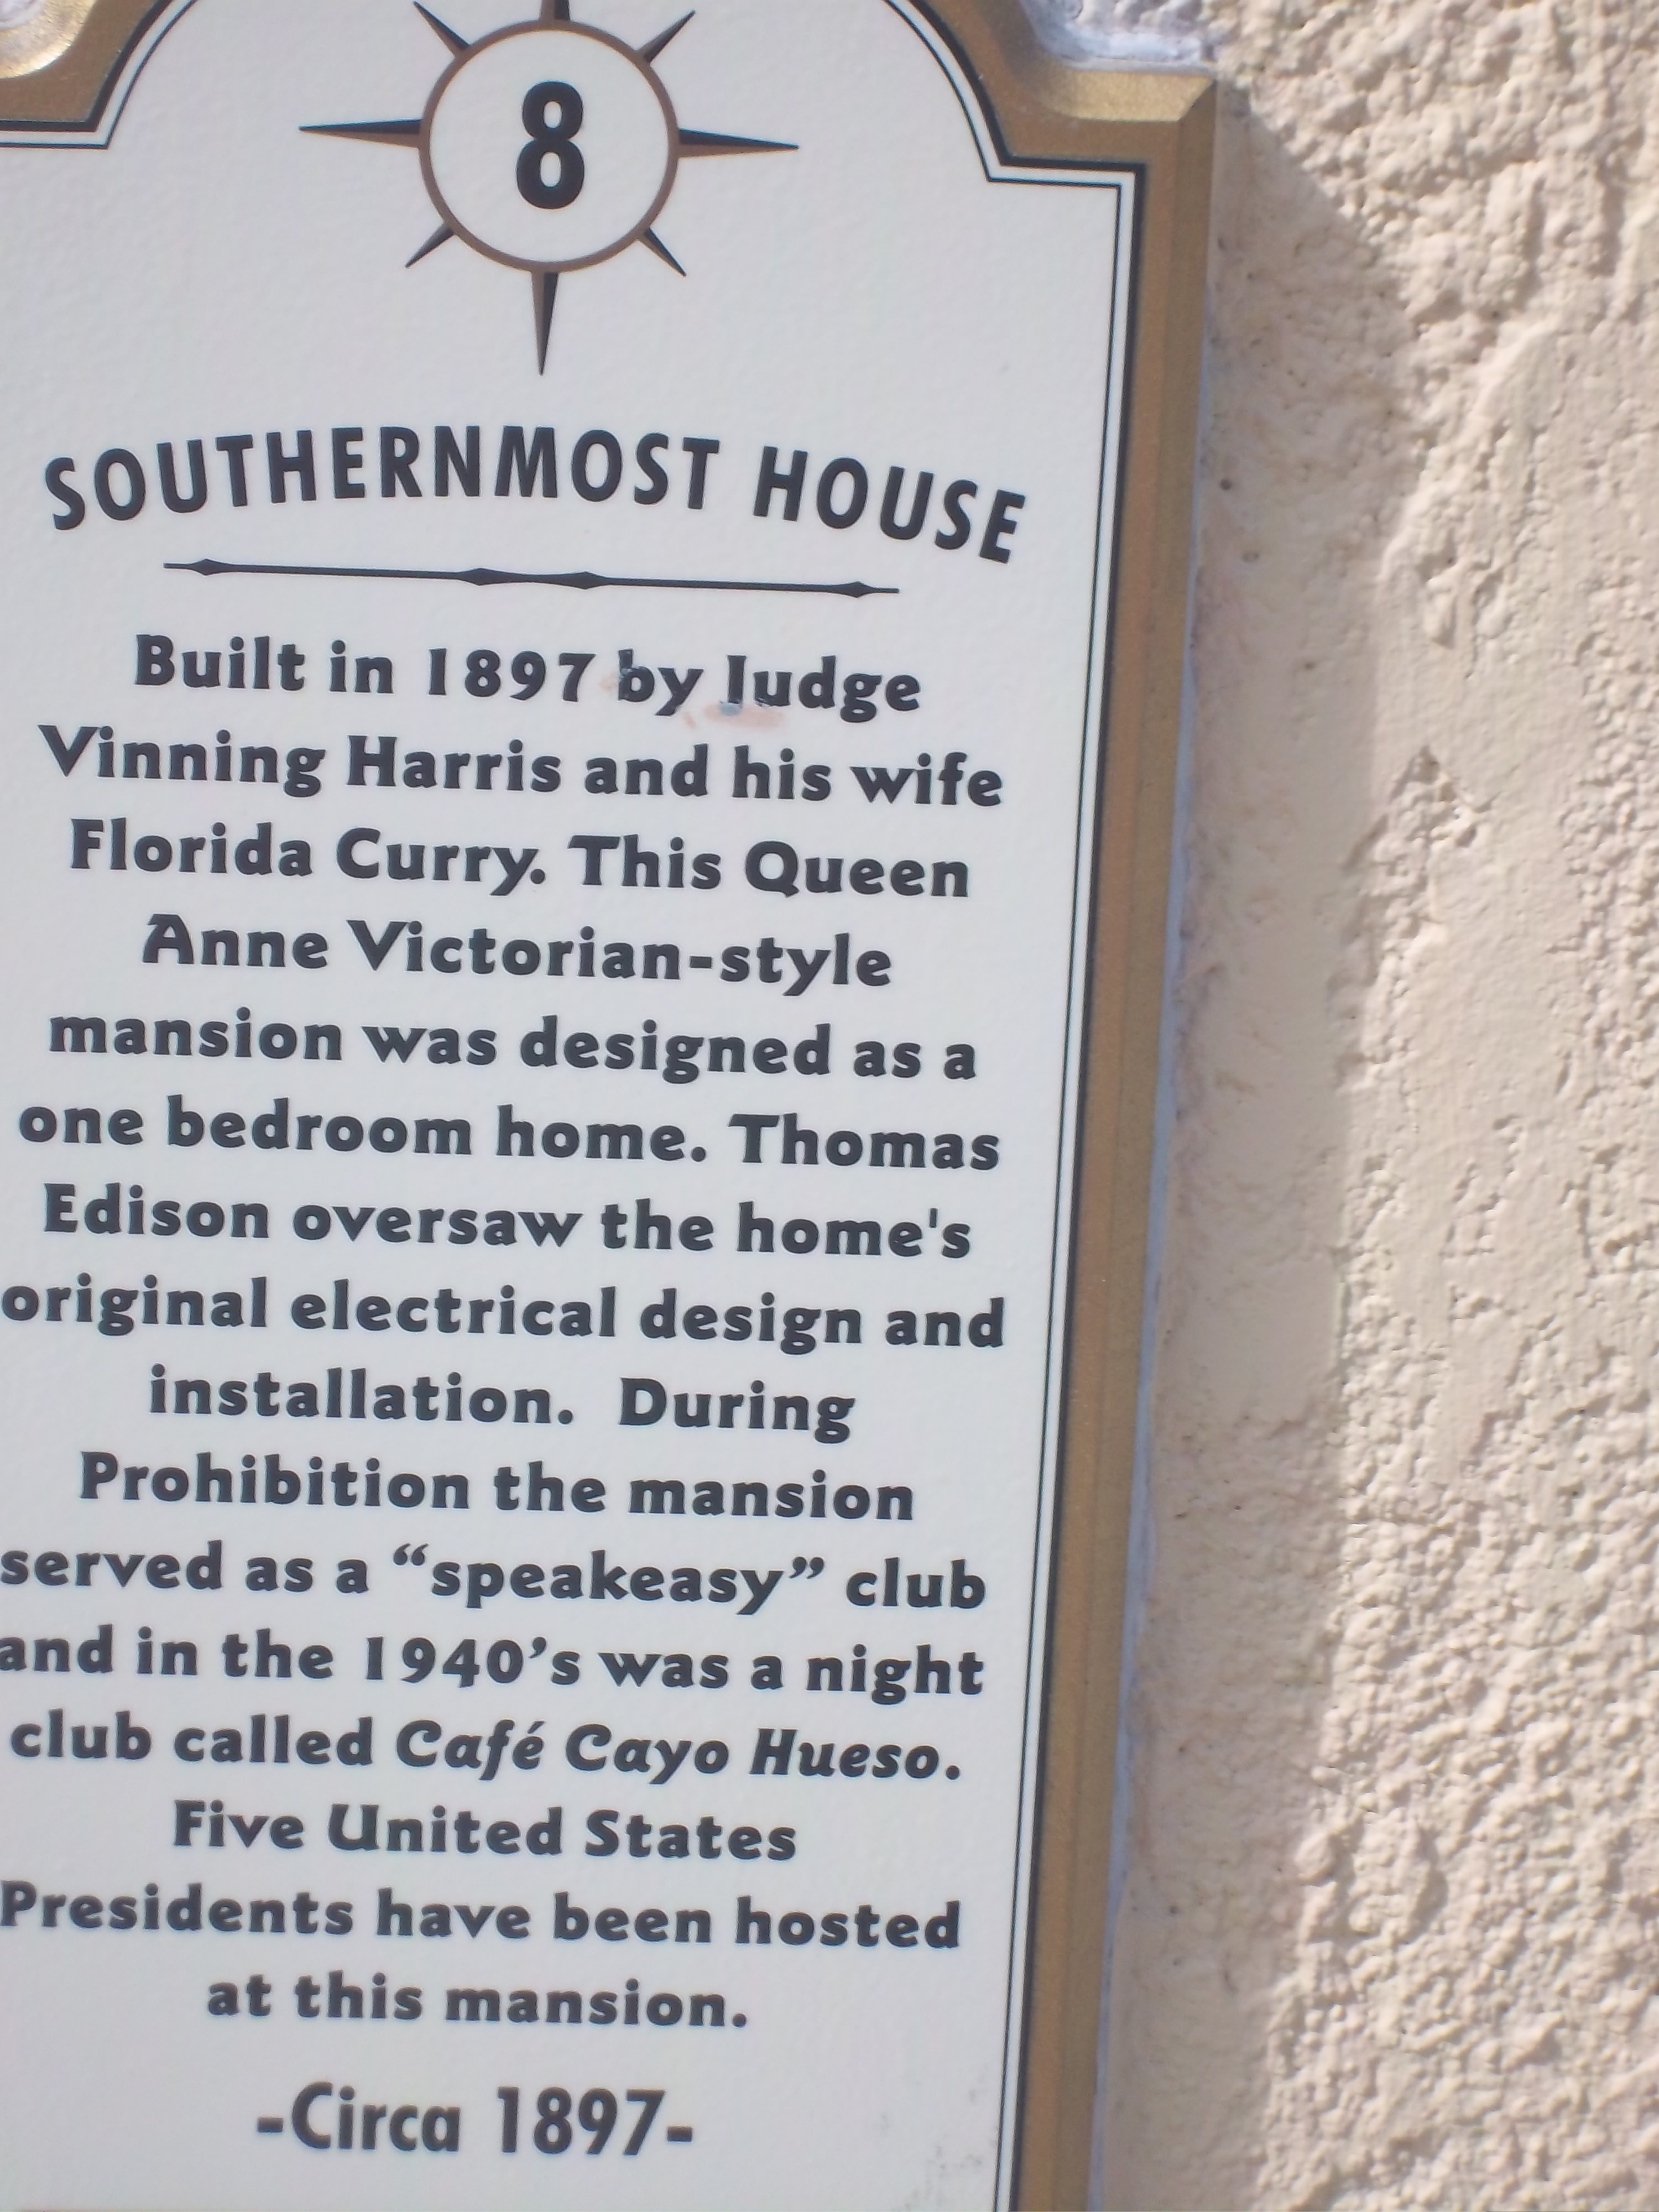 8
SOUTHERNMOST HOUSE
Built in 1897 by Judge
Vinning Harris and his wife
Florida Curry. This Queen
Anne Victorian-style
mansion was designed as a
one bedroom home. Thomas
Edison oversaw the home's
original electrical design and
installation.  During
Prohibition the mansion
served as a “speakeasy” club
and in the 1940’s was a night
club called Café Cayo Hueso.
Five United States
Presidents have been hosted
at this mansion.
-Circa 1897-